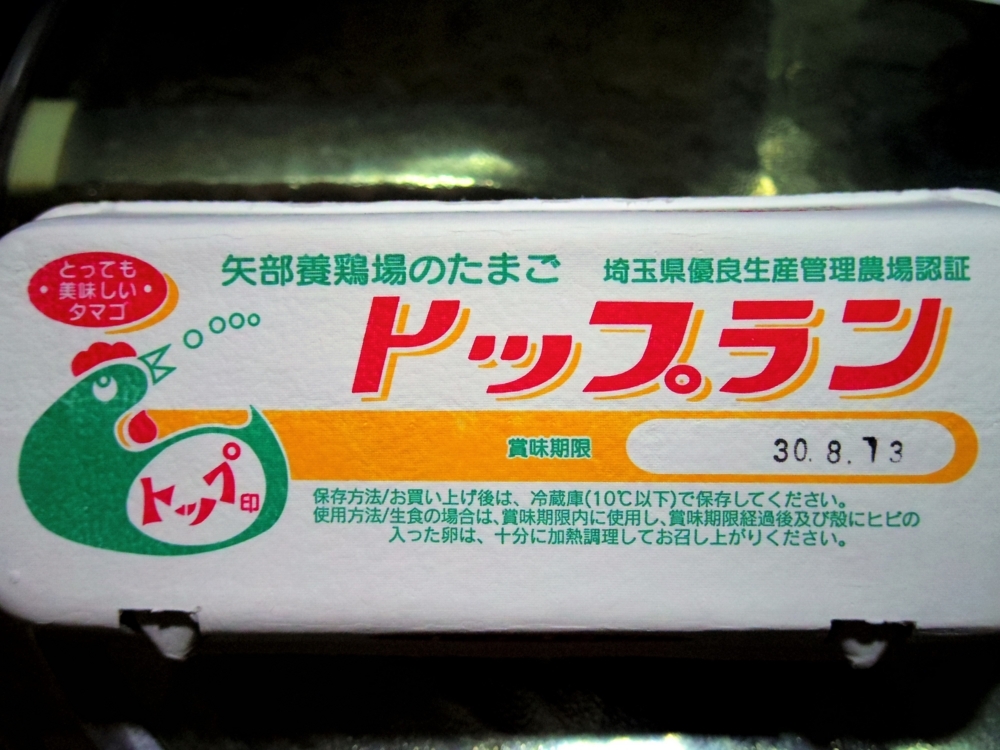 とっても
・美味しい・
タマゴ
矢部養鶏場のたまご
埼玉県優良生産管理農場認証
トップラン
賞味期限
30.8.13
トップ印
保存方法/お買い上げ後は、冷蔵庫(10℃以下)で保存してください。
使用方法/生食の場合は、賞味期限内に使用し、賞味期限経過後及び殻にヒビの
入った卵は、十分に加熱調理してお召し上がりください。